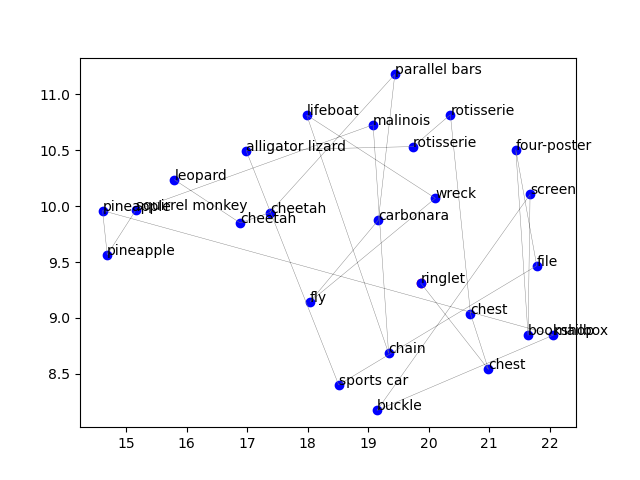 parallel bars
11.0
lifeboat
rotisserie
malinois
alligator lizard
rotisserie
four-poster
10.5
leopard
screen
wreck
pineapple
squirrel monkey
cheetah
10.0
cheetah
carbonara
pineapple
9.5
file
ringlet
fly
chest
9.0
bookshop
chain
8.5
chest
sports car
buckle
15
16
17
18
19
20
21
22